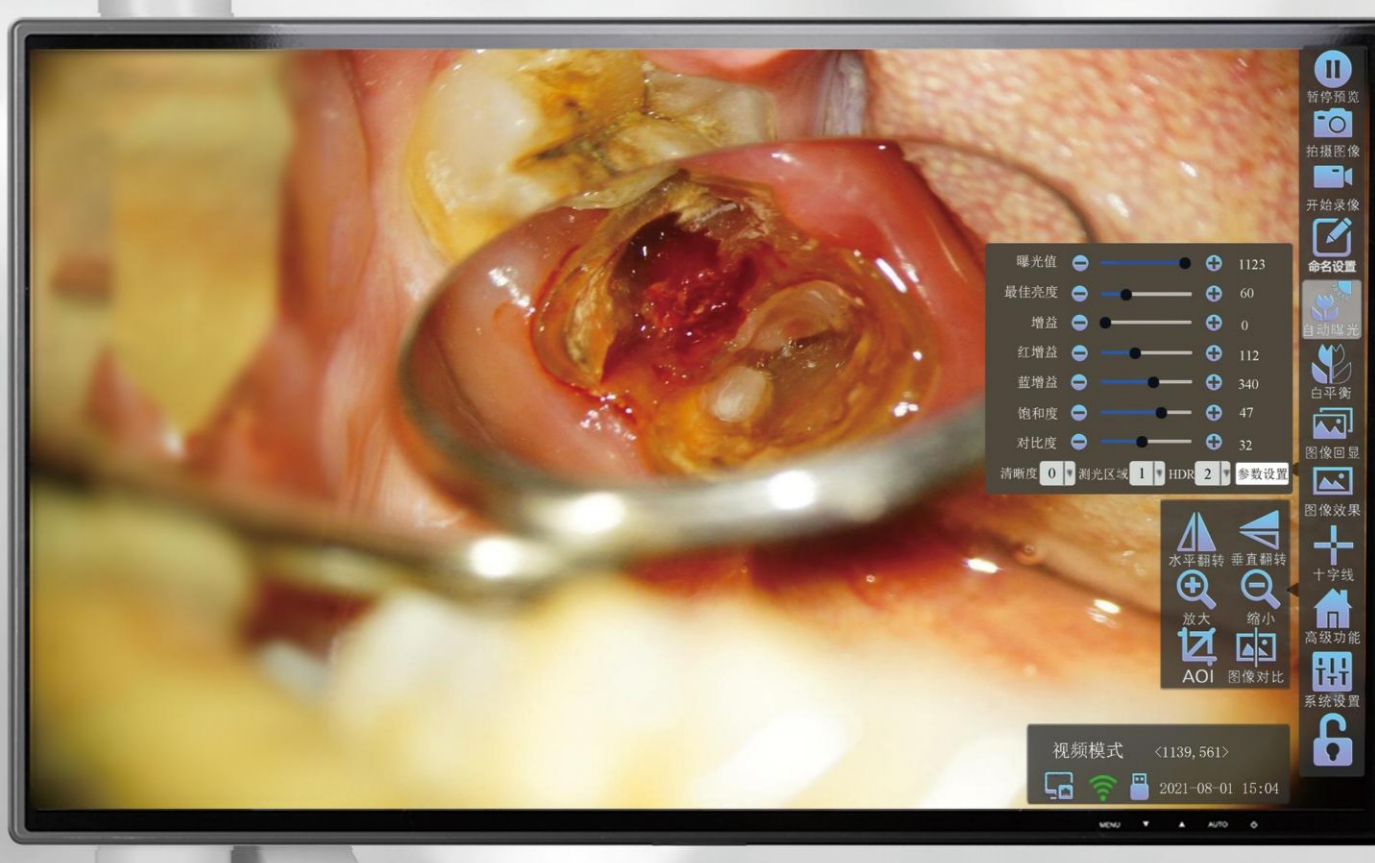 暂停预览
拍摄图像
开始录像
命名设置
自动曝光
白平衡
图像回显
图像效果
十字线
高级功能
系统设置
曝光值 1123
最佳亮度 60
增益 0
红增益 112
蓝增益 340
饱和度 47
对比度 32
清晰度 0 测光区域 1 HDR 2 参数设置
水平翻转 垂直翻转
放大 缩小
AOI 图像对比
视频模式 <1139,561>
2021-08-01 15:04
MENU ▼ ▲ AUTO